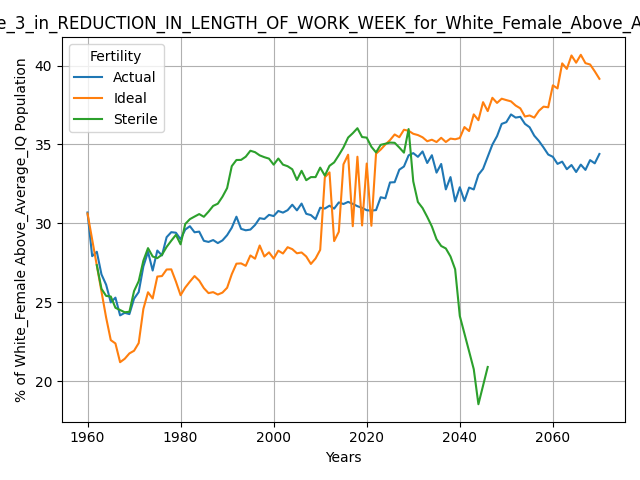 e_3_in_REDUCTION_IN_LENGTH_OF_WORK_WEEK_for_White_Female_Above_A
Fertility
Actual
Ideal
Sterile
% of White_Female Above_Average_IQ Population
40
35
30
25
20
1960 1980 2000 2020 2040 2060
Years